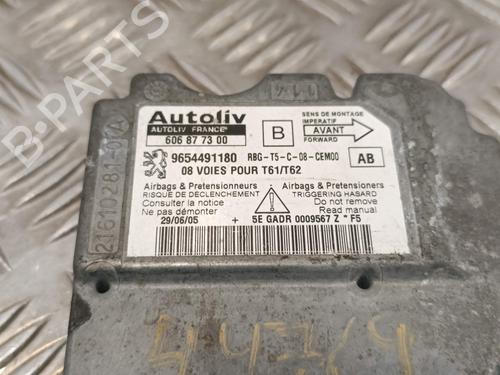 B-PARTS
Autoliv
AUTOLIV FRANCE
606 87 73 00
B
SENS DE MONTAGE
IMPERATIF
AVANT
FORWARD
9654491180 RBG-T5-C-08-CEM00 AB
08 VOIES POUR T61/T62
Airbags & Pretensionneurs
RISQUE DE DECLENCHEMENT
Consulter la notice
Ne pas démonter
Airbags & Pretensioners
TRIGGERING HASARD
Do not remove
Read manual
29/06/05 + 5E GADR 0009567 Z * F5